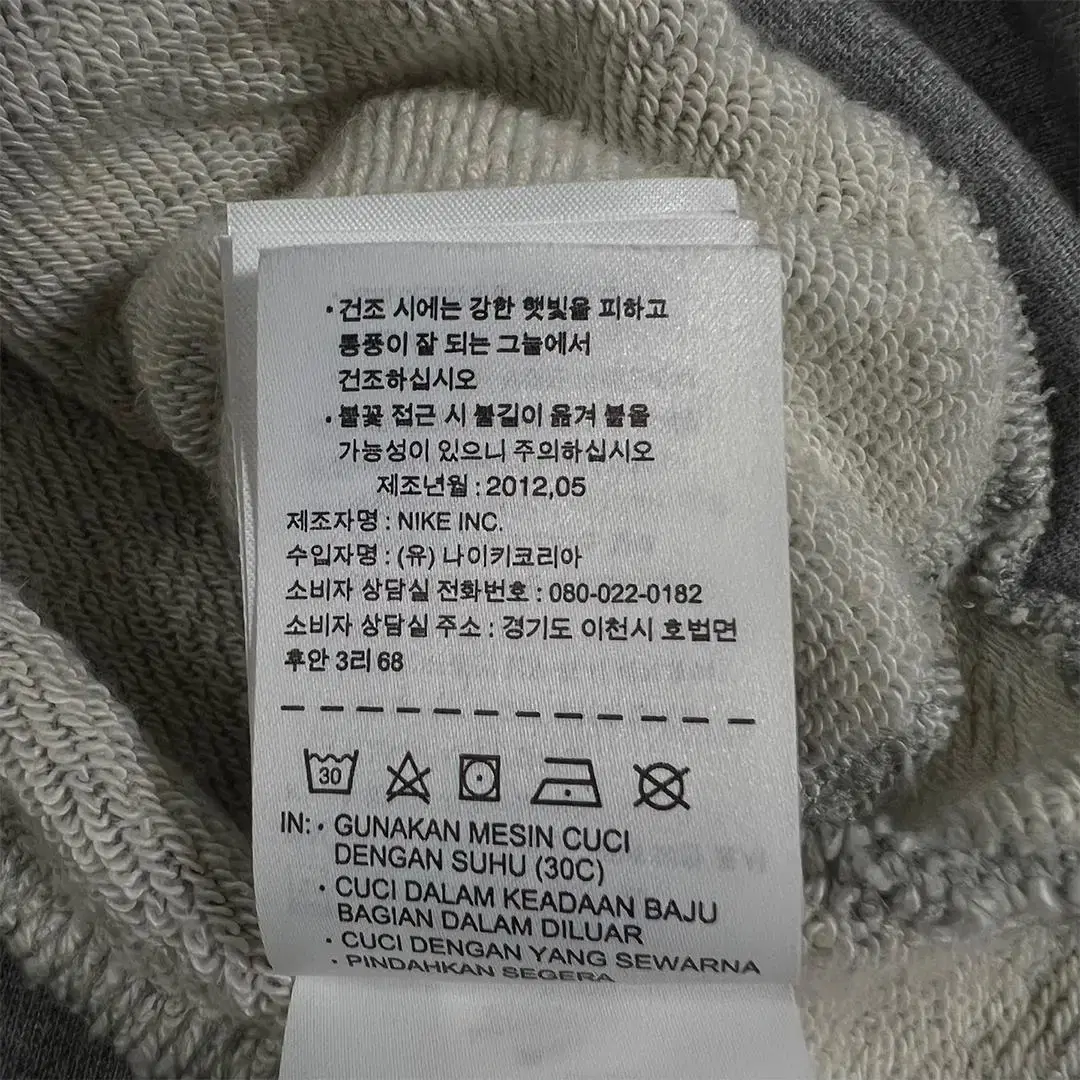 · 건조 시에는 강한 햇빛을 피하고
통풍이 잘 되는 그늘에서
건조하십시오
· 불꽃 접근 시 불길이 옮겨 붙을
가능성이 있으니 주의하십시오
제조년월 : 2012,05
제조자명 : NIKE INC.
수입자명 : (유) 나이키코리아
소비자 상담실 전화번호 : 080-022-0182
소비자 상담실 주소 : 경기도 이천시 호법면
후안 3리 68
30
IN: · GUNAKAN MESIN CUCI
DENGAN SUHU (30C)
· CUCI DALAM KEADAAN BAJU
BAGIAN DALAM DILUAR
· CUCI DENGAN YANG SEWARNA
· PINDAHKAN SEGERA